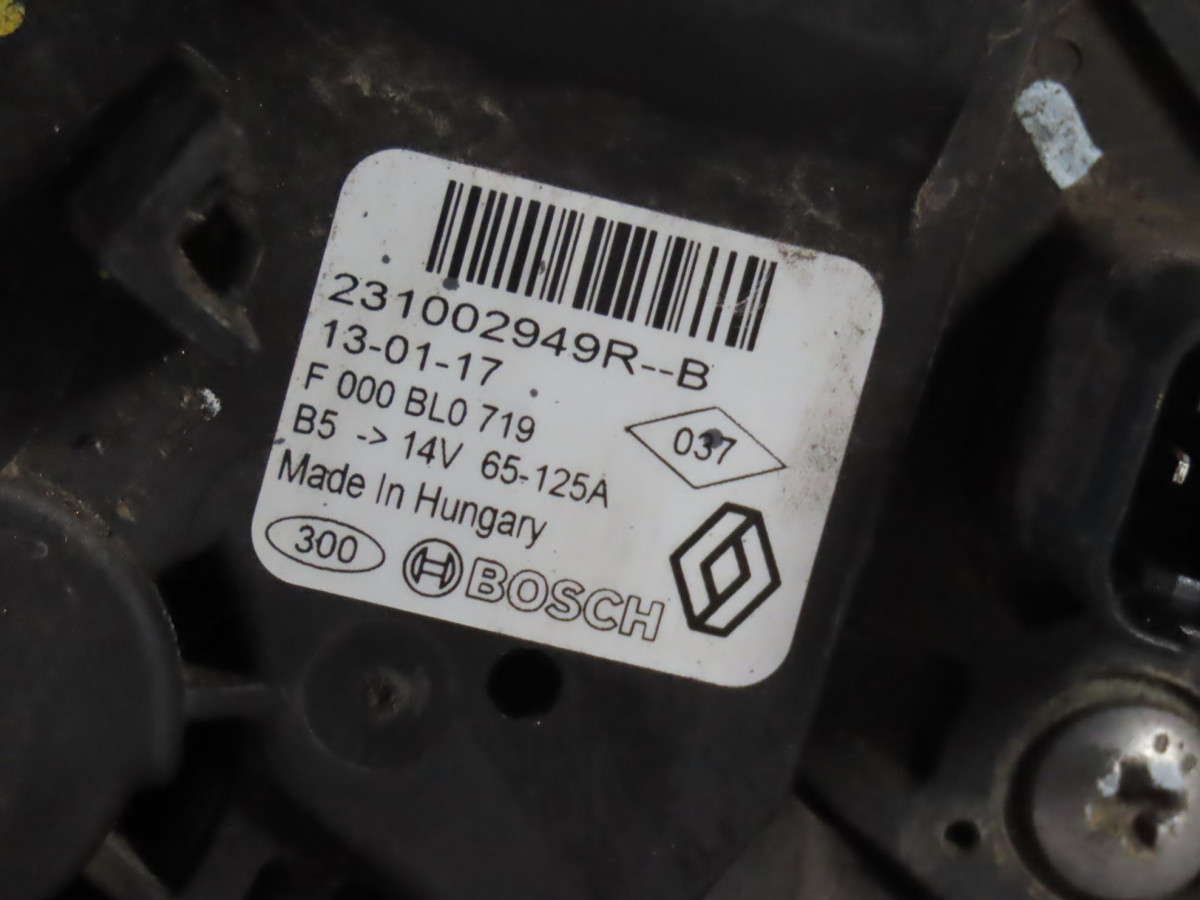 231002949R--B
13-01-17
F 000 BL0 719
037
B5 -> 14V 65-125A
Made In Hungary
300
BOSCH